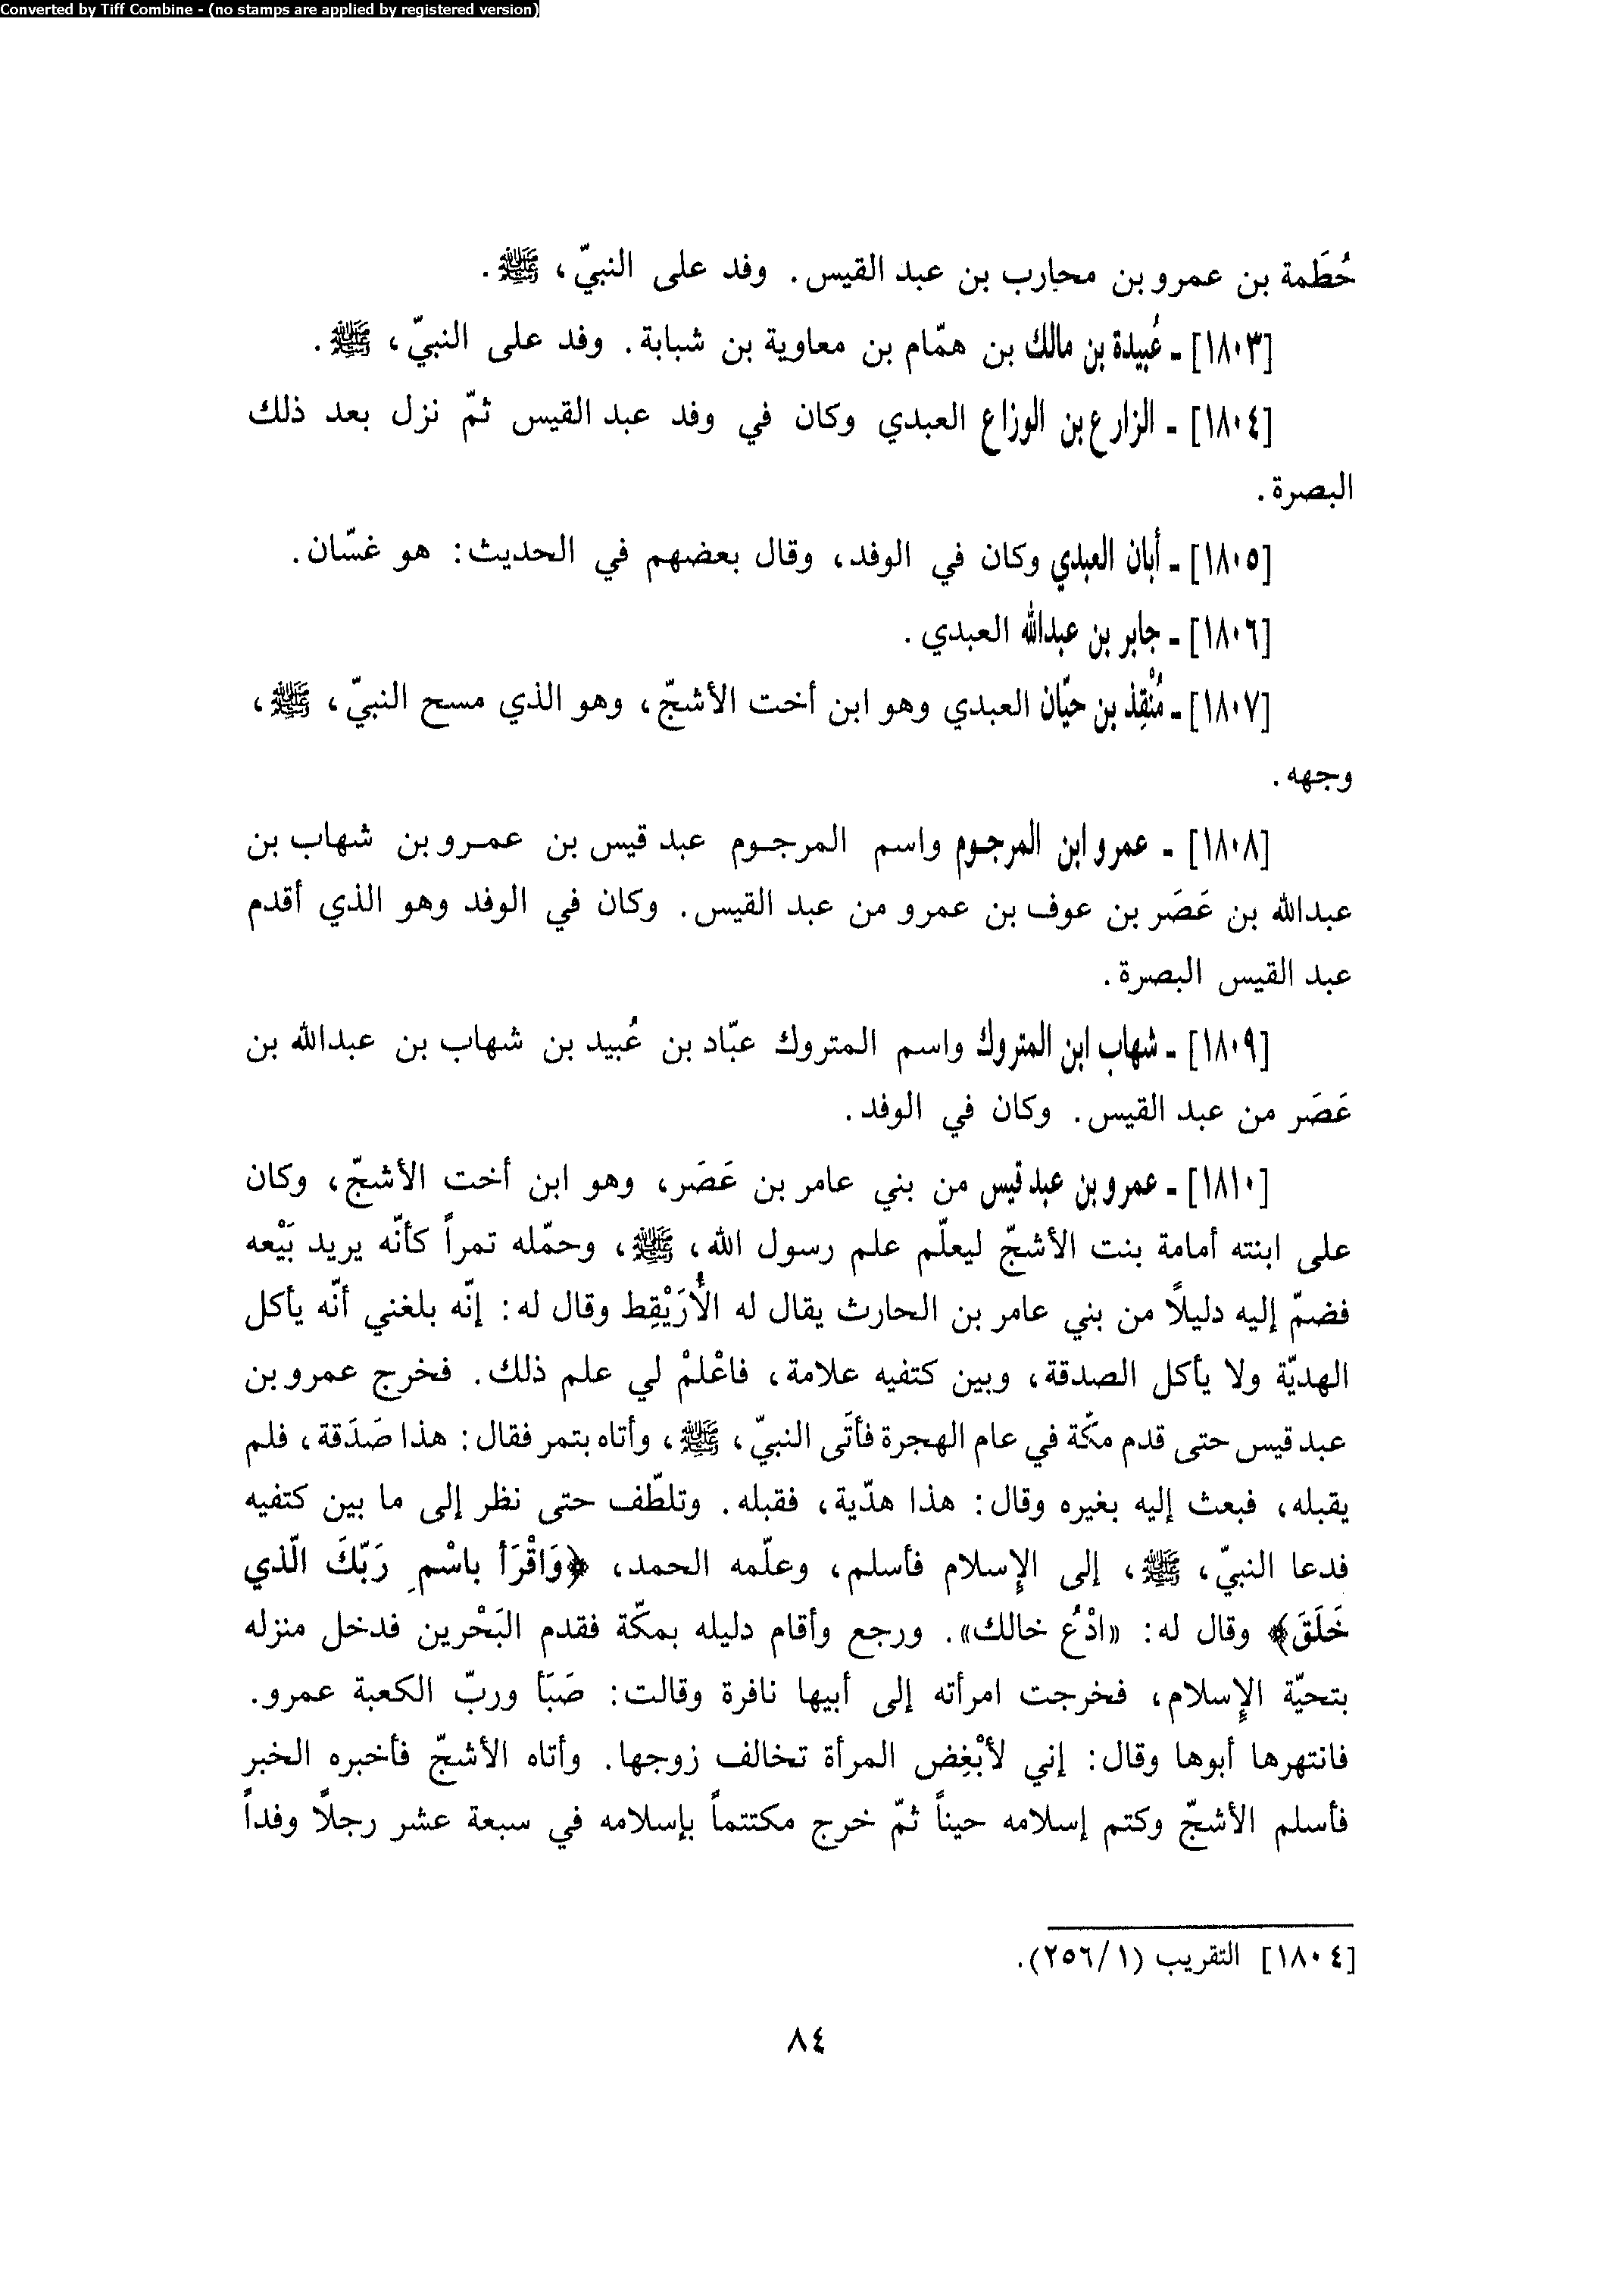 Converted by Tiff Combine - (no stamps are applied by registered version)
حُطَمة بن عمرو بن محارب بن عبد القيس. وفد على النبيّ، ﷺ.
[١٨٠٣] ـ عُبيدة بن مالك بن همّام بن معاوية بن شبابة. وفد على النبيّ، ﷺ.
[١٨٠٤] ـ الزارع بن الوزاع العبدي وكان في وفد عبد القيس ثمّ نزل بعد ذلك
البصرة.
[١٨٠٥] ـ أبان العبدي وكان في الوفد، وقال بعضهم في الحديث: هو غسّان.
[١٨٠٦] ـ جابر بن عبدالله العبدي.
[١٨٠٧] ـ مُنْقِذ بن حيّان العبدي وهو ابن أخت الأشجّ، وهو الذي مسح النبيّ، ﷺ،
وجهه.
[١٨٠٨] ـ عمرو ابن المرجوم واسم المرجوم عبد قيس بن عمرو بن شهاب بن
عبدالله بن عَصَر بن عوف بن عمرو من عبد القيس. وكان في الوفد وهو الذي أقدم
عبد القيس البصرة.
[١٨٠٩] ـ شهاب ابن المتروك واسم المتروك عبّاد بن عُبيد بن شهاب بن عبدالله بن
عَصَر من عبد القيس. وكان في الوفد.
[١٨١٠] ـ عمرو بن عبد قيس من بني عامر بن عَصَر، وهو ابن أخت الأشجّ، وكان
على ابنته أمامة بنت الأشجّ ليعلّم علم رسول الله، ﷺ، وحمّله تمراً كأنّه يريد بَيْعه
فضمّ إليه دليلاً من بني عامر بن الحارث يقال له الأُرَيْقِط وقال له: إنّه بلغني أنّه يأكل
الهديّة ولا يأكل الصدقة، وبين كتفيه علامة، فاعْلمْ لي علم ذلك. فخرج عمرو بن
عبد قيس حتى قدم مكّة في عام الهجرة فأتَى النبيّ، ﷺ، وأتاه بتمر فقال: هذا صَدَقة، فلم
يقبله، فبعث إليه بغيره وقال: هذا هدّية، فقبله. وتلطّف حتى نظر إلى ما بين كتفيه
فدعا النبيّ، ﷺ، إلى الإسلام فأسلم، وعلّمه الحمد، ﴿وَاقْرَأ باسْمِ رَبّكَ الّذي
خَلَقَ﴾ وقال له: «ادْعُ خالك». ورجع وأقام دليله بمكّة فقدم البَحْرين فدخل منزله
بتحيّة الإسلام، فخرجت امرأته إلى أبيها نافرة وقالت: صَبَأ وربّ الكعبة عمرو.
فانتهرها أبوها وقال: إني لأبْغِض المرأة تخالف زوجها. وأتاه الأشجّ فأخبره الخبر
فأسلم الأشجّ وكتم إسلامه حيناً ثمّ خرج مكتتماً بإسلامه في سبعة عشر رجلاً وفداً
[١٨٠٤] التقريب (٢٥٦/١).
٨٤